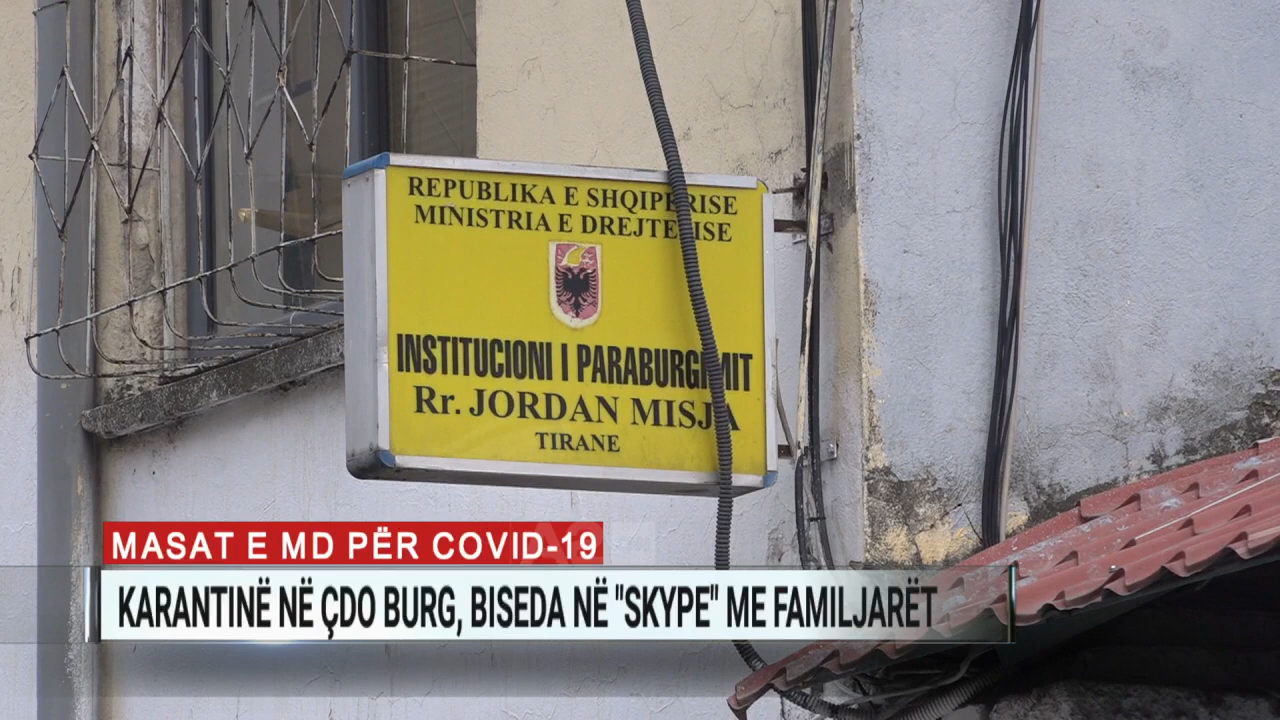 REPUBLIKA E SHQIPERISE
MINISTRIA E DREJTESISE
INSTITUCIONI I PARABURGIMIT
Rr. JORDAN MISJA
TIRANE
MASAT E MD PËR COVID-19
KARANTINË NË ÇDO BURG, BISEDA NË "SKYPE" ME FAMILJARËT